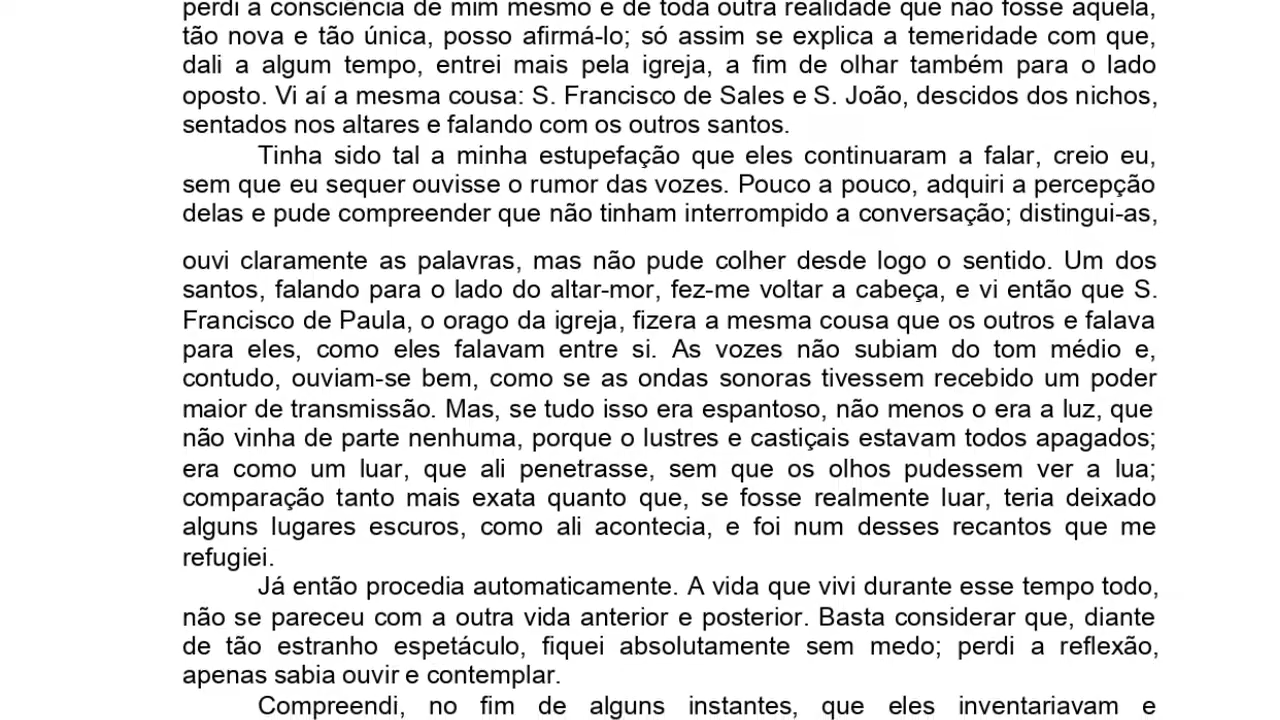 perdi a consciência de mim mesmo e de toda outra realidade que não fosse aquela,
tão nova e tão única, posso afirmá-lo; só assim se explica a temeridade com que,
dali a algum tempo, entrei mais pela igreja, a fim de olhar também para o lado
oposto. Vi aí a mesma cousa: S. Francisco de Sales e S. João, descidos dos nichos,
sentados nos altares e falando com os outros santos.
Tinha sido tal a minha estupefação que eles continuaram a falar, creio eu,
sem que eu sequer ouvisse o rumor das vozes. Pouco a pouco, adquiri a percepção
delas e pude compreender que não tinham interrompido a conversação; distingui-as,
ouvi claramente as palavras, mas não pude colher desde logo o sentido. Um dos
santos, falando para o lado do altar-mor, fez-me voltar a cabeça, e vi então que S.
Francisco de Paula, o orago da igreja, fizera a mesma cousa que os outros e falava
para eles, como eles falavam entre si. As vozes não subiam do tom médio e,
contudo, ouviam-se bem, como se as ondas sonoras tivessem recebido um poder
maior de transmissão. Mas, se tudo isso era espantoso, não menos o era a luz, que
não vinha de parte nenhuma, porque o lustres e castiçais estavam todos apagados;
era como um luar, que ali penetrasse, sem que os olhos pudessem ver a lua;
comparação tanto mais exata quanto que, se fosse realmente luar, teria deixado
alguns lugares escuros, como ali acontecia, e foi num desses recantos que me
refugiei.
Já então procedia automaticamente. A vida que vivi durante esse tempo todo,
não se pareceu com a outra vida anterior e posterior. Basta considerar que, diante
de tão estranho espetáculo, fiquei absolutamente sem medo; perdi a reflexão,
apenas sabia ouvir e contemplar.
Compreendi, no fim de alguns instantes, que eles inventariavam e